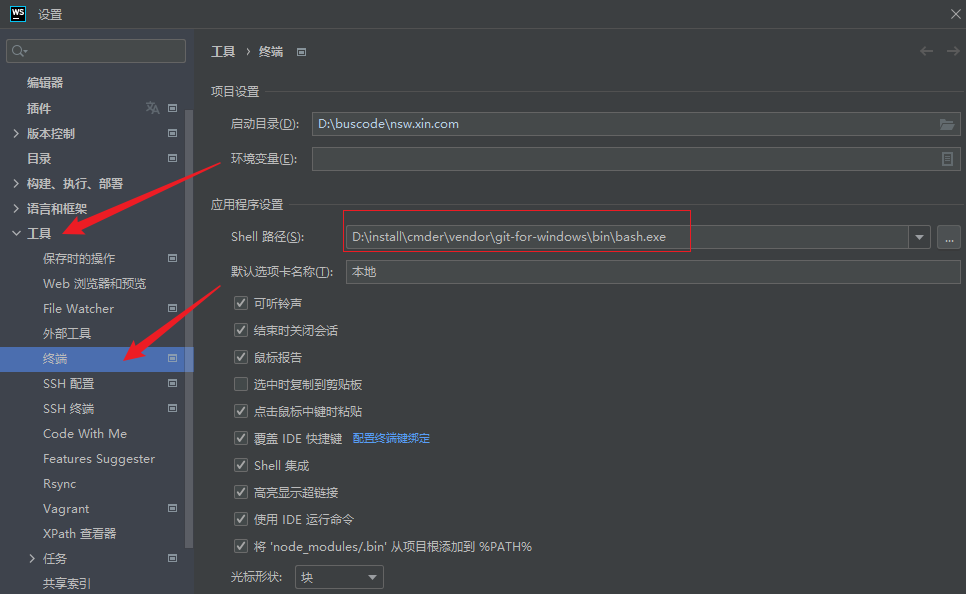 WS 设置
编辑器
插件
版本控制
目录
构建、执行、部署
语言和框架
工具
保存时的操作
Web 浏览器和预览
File Watcher
外部工具
终端
SSH 配置
SSH 终端
Code With Me
Features Suggester
Rsync
Vagrant
XPath 查看器
任务
共享索引
工具 › 终端
项目设置
启动目录(D): D:\buscode\nsw.xin.com
环境变量(E):
应用程序设置
Shell 路径(S): D:\install\cmder\vendor\git-for-windows\bin\bash.exe ...
默认选项卡名称(T): 本地
可听铃声
结束时关闭会话
鼠标报告
选中时复制到剪贴板
点击鼠标中键时粘贴
覆盖 IDE 快捷键 配置终端键绑定
Shell 集成
高亮显示超链接
使用 IDE 运行命令
将 'node_modules/.bin' 从项目根添加到 %PATH%
光标形状: 块